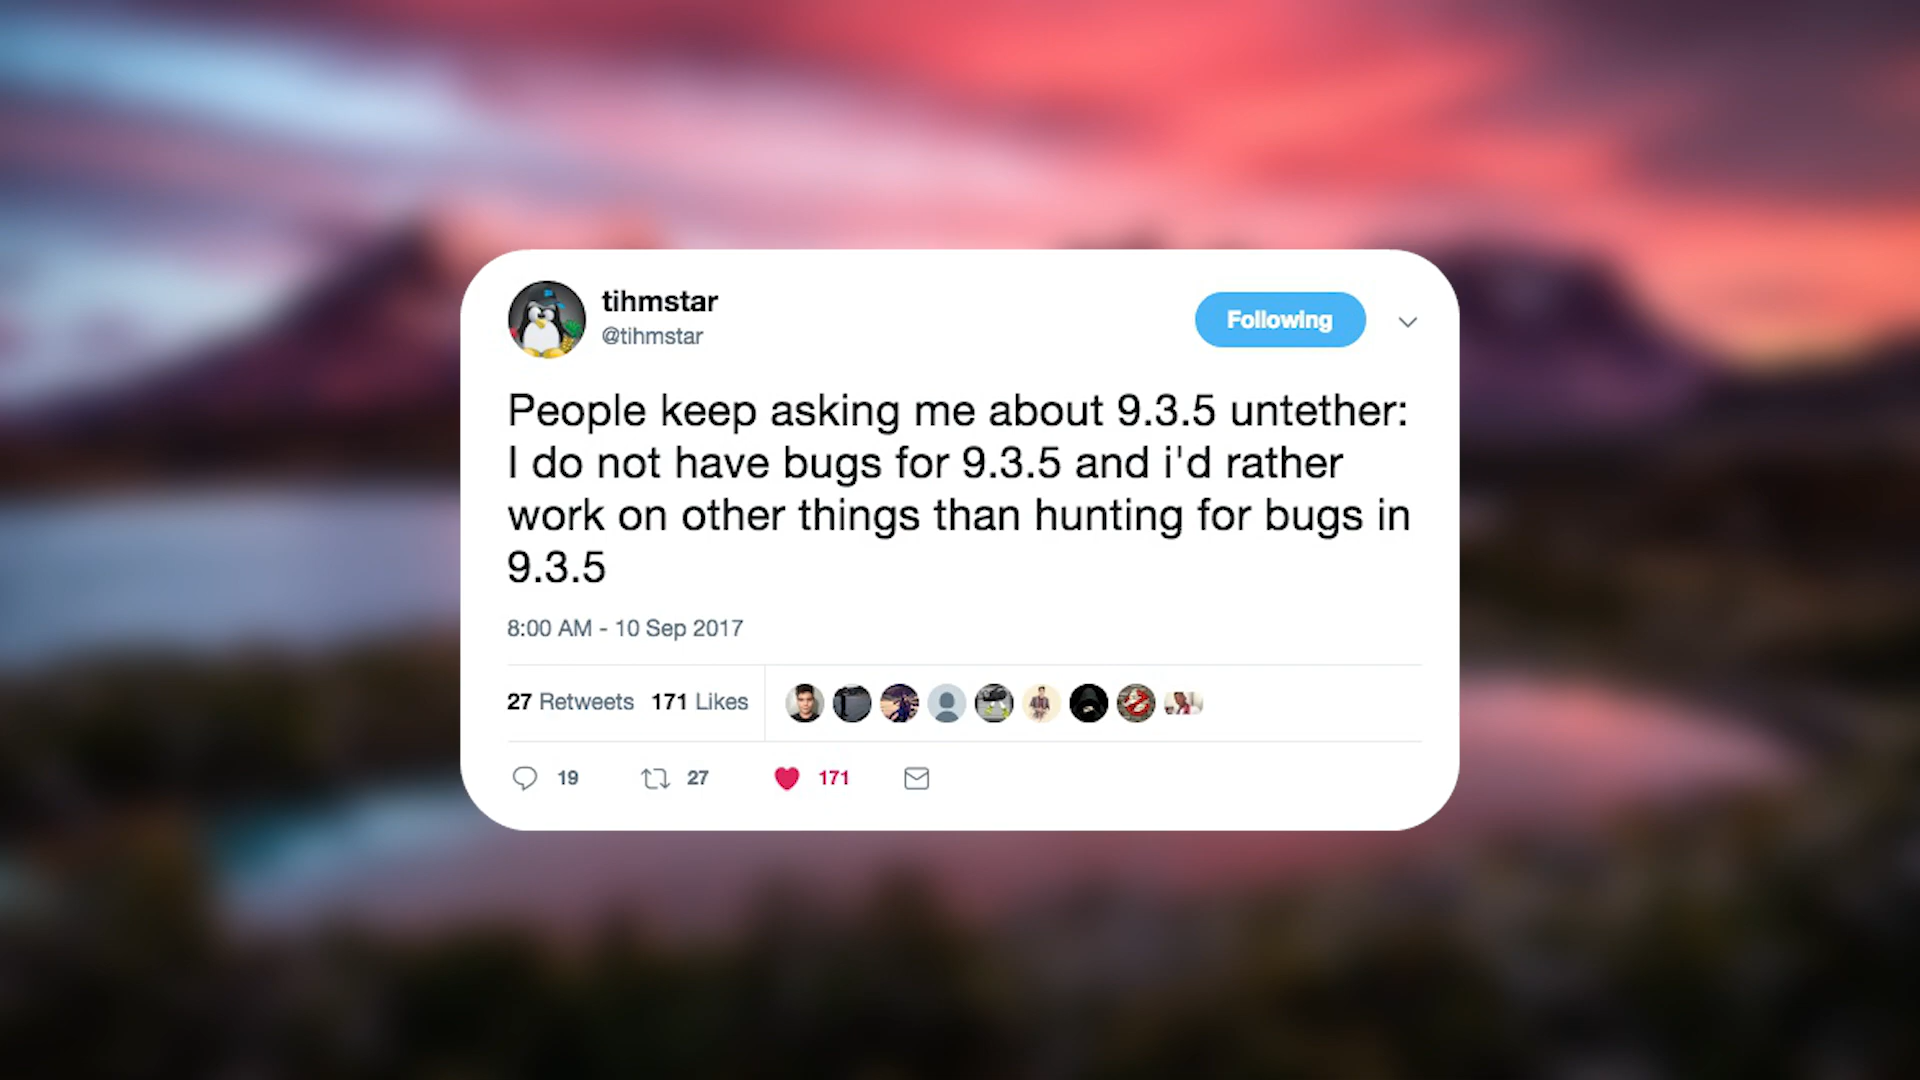 tihmstar
@tihmstar
Following
People keep asking me about 9.3.5 untether:
I do not have bugs for 9.3.5 and i'd rather
work on other things than hunting for bugs in
9.3.5
8:00 AM - 10 Sep 2017
27 Retweets 171 Likes
19 27 171